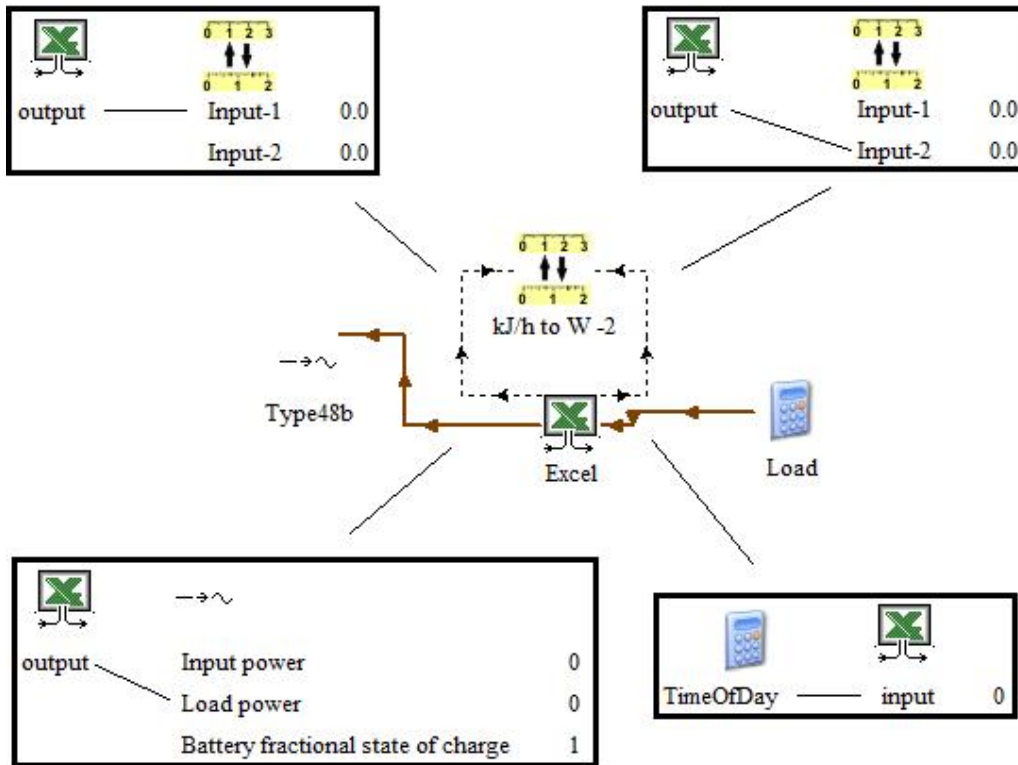 0 1 2 3
0 1 2
output Input-1 0.0
Input-2 0.0
0 1 2 3
0 1 2
output Input-1 0.0
Input-2 0.0
0 1 2 3
0 1 2
kJ/h to W -2
Type48b
Excel
Load
output Input power 0
Load power 0
Battery fractional state of charge 1
TimeOfDay input 0